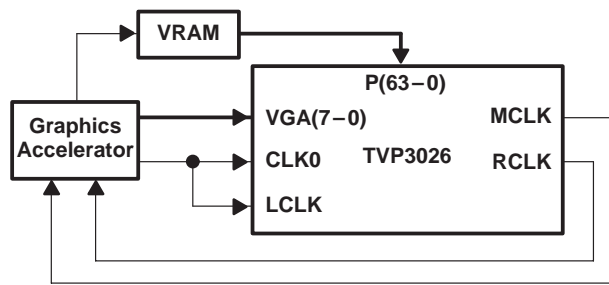 VRAM
P(63–0)
Graphics
Accelerator
VGA(7–0)
MCLK
CLK0
TVP3026
RCLK
LCLK